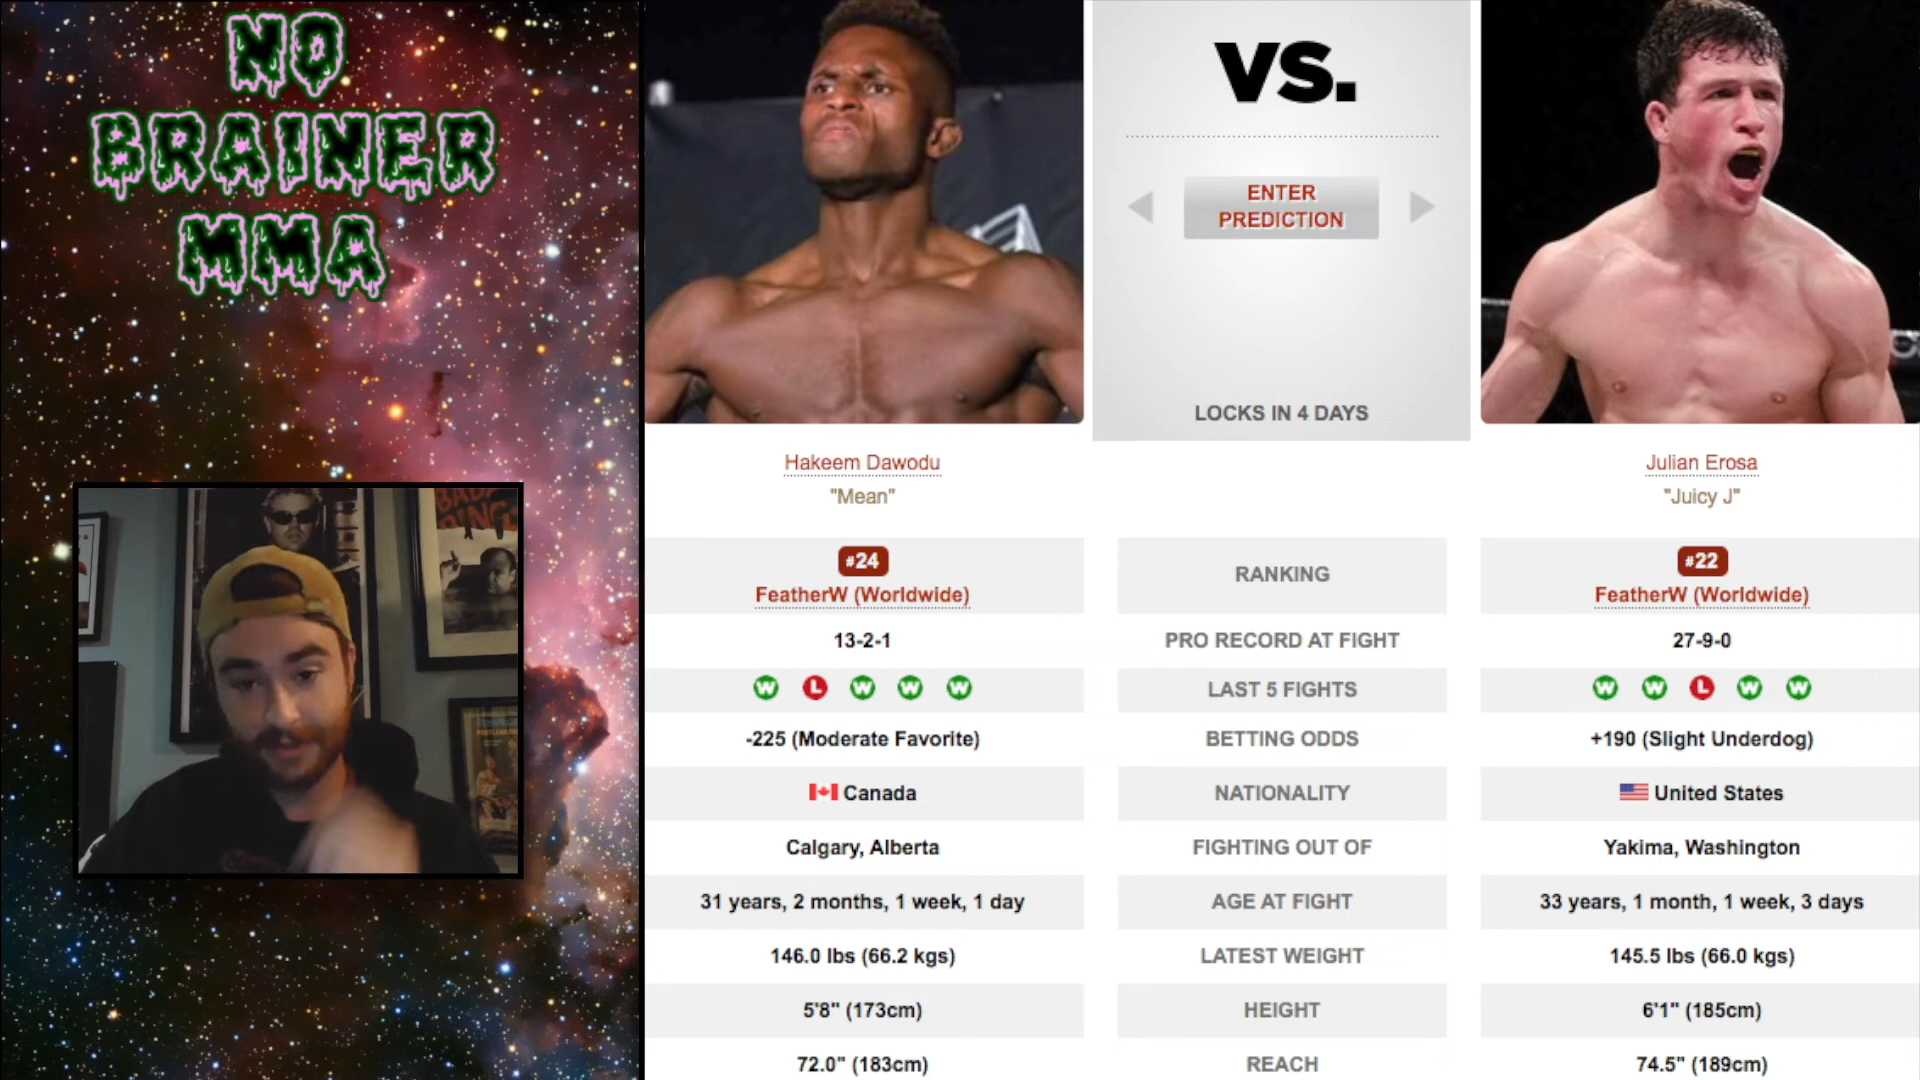 NO
BRAINER
MMA
VS.
ENTER
PREDICTION
LOCKS IN 4 DAYS
Hakeem Dawodu
"Mean"
Julian Erosa
"Juicy J"
#24
FeatherW (Worldwide)
RANKING
#22
FeatherW (Worldwide)
13-2-1
PRO RECORD AT FIGHT
27-9-0
W L W W W
LAST 5 FIGHTS
W W L W W
-225 (Moderate Favorite)
BETTING ODDS
+190 (Slight Underdog)
Canada
NATIONALITY
United States
Calgary, Alberta
FIGHTING OUT OF
Yakima, Washington
31 years, 2 months, 1 week, 1 day
AGE AT FIGHT
33 years, 1 month, 1 week, 3 days
146.0 lbs (66.2 kgs)
LATEST WEIGHT
145.5 lbs (66.0 kgs)
5'8" (173cm)
HEIGHT
6'1" (185cm)
72.0" (183cm)
REACH
74.5" (189cm)